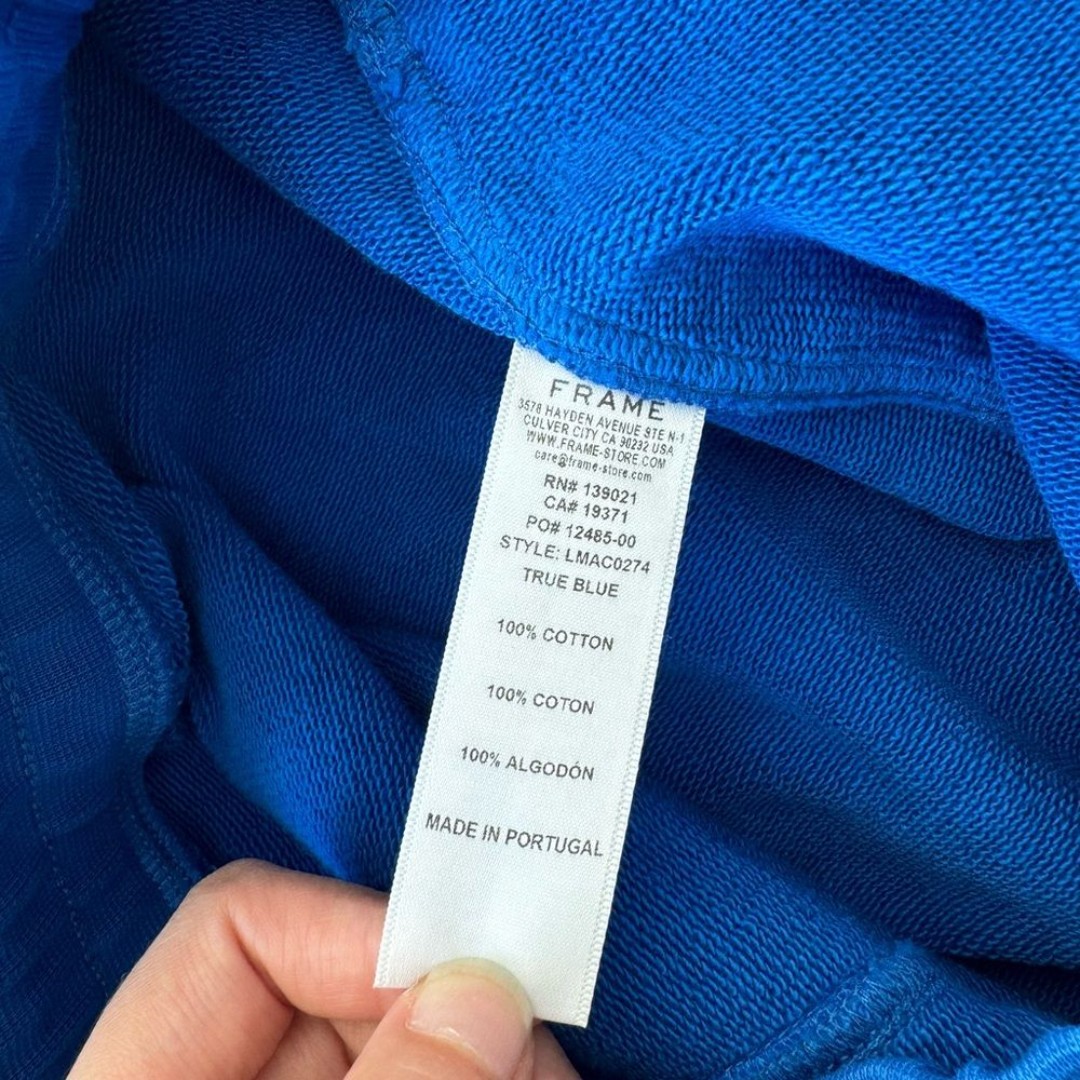 FRAME
3578 HAYDEN AVENUE STE N-1
CULVER CITY CA 90232 USA
WWW.FRAME-STORE.COM
care@frame-store.com
RN# 139021
CA# 19371
PO# 12485-00
STYLE: LMAC0274
TRUE BLUE
100% COTTON
100% COTON
100% ALGODÓN
MADE IN PORTUGAL